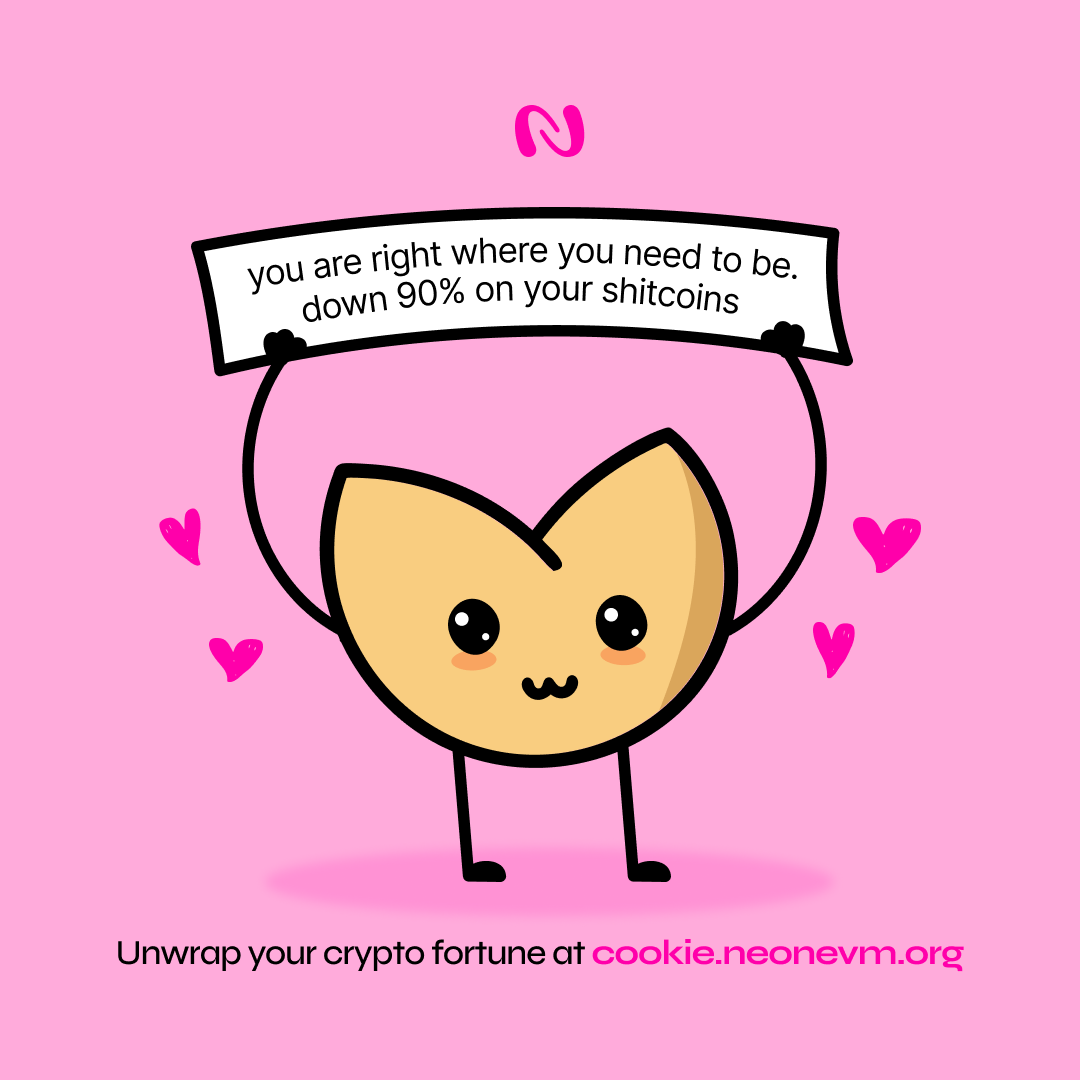 you are right where you need to be.
down 90% on your shitcoins
Unwrap your crypto fortune at cookie.neonevm.org